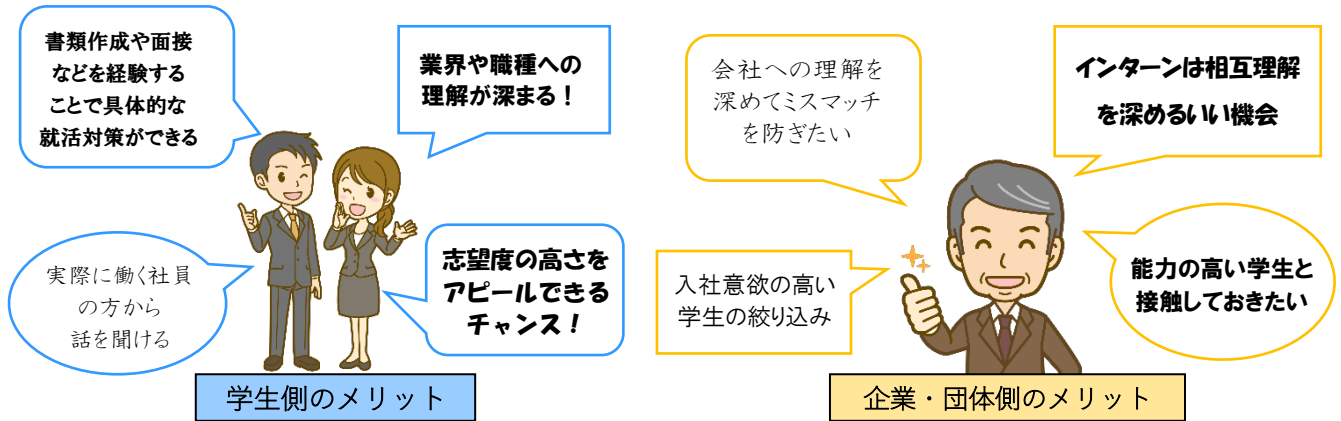 書類作成や面接
などを経験する
ことで具体的な
就活対策ができる
業界や職種への
理解が深まる！
実際に働く社員
の方から
話を聞ける
志望度の高さを
アピールできる
チャンス！
学生側のメリット
会社への理解を
深めてミスマッチ
を防ぎたい
インターンは相互理解
を深めるいい機会
入社意欲の高い
学生の絞り込み
能力の高い学生と
接触しておきたい
企業・団体側のメリット